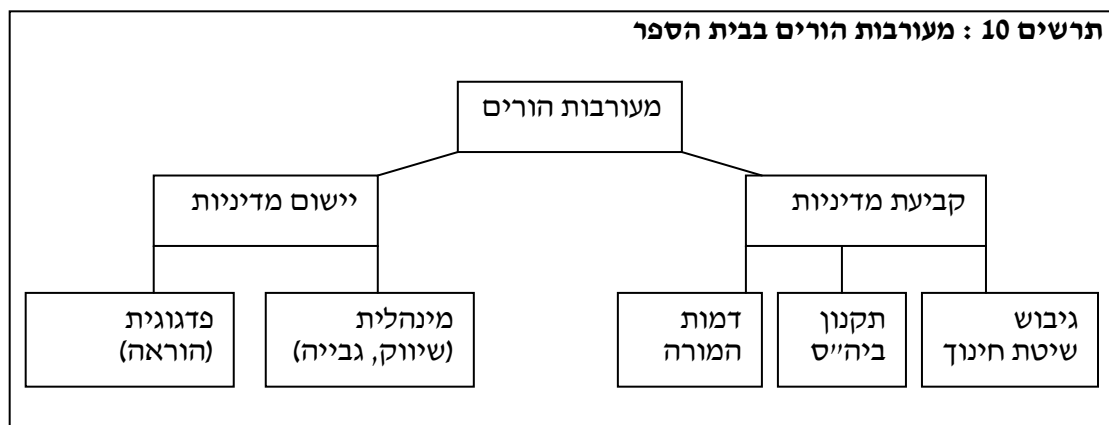 תרשים 10 : מעורבות הורים בבית הספר
מעורבות הורים
קביעת מדיניות
יישום מדיניות
גיבוש
שיטת חינוך
תקנון
ביה״ס
דמות
המורה
מינהלית
(שיווק, גבייה)
פדגוגית
(הוראה)